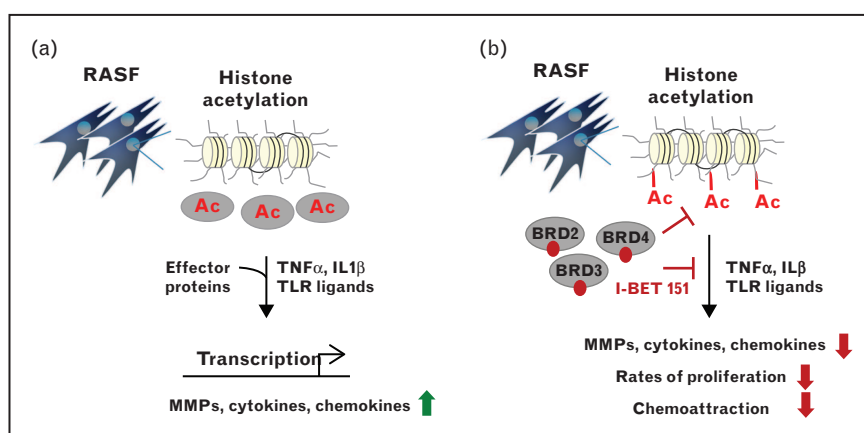 (a)
RASF
Histone
acetylation
Ac
Ac
Ac
Effector
proteins
TNFα, IL1β
TLR ligands
Transcription
MMPs, cytokines, chemokines
(b)
RASF
Histone
acetylation
Ac
Ac
Ac
BRD2
BRD4
BRD3
I-BET 151
TNFα, ILβ
TLR ligands
MMPs, cytokines, chemokines
Rates of proliferation
Chemoattraction